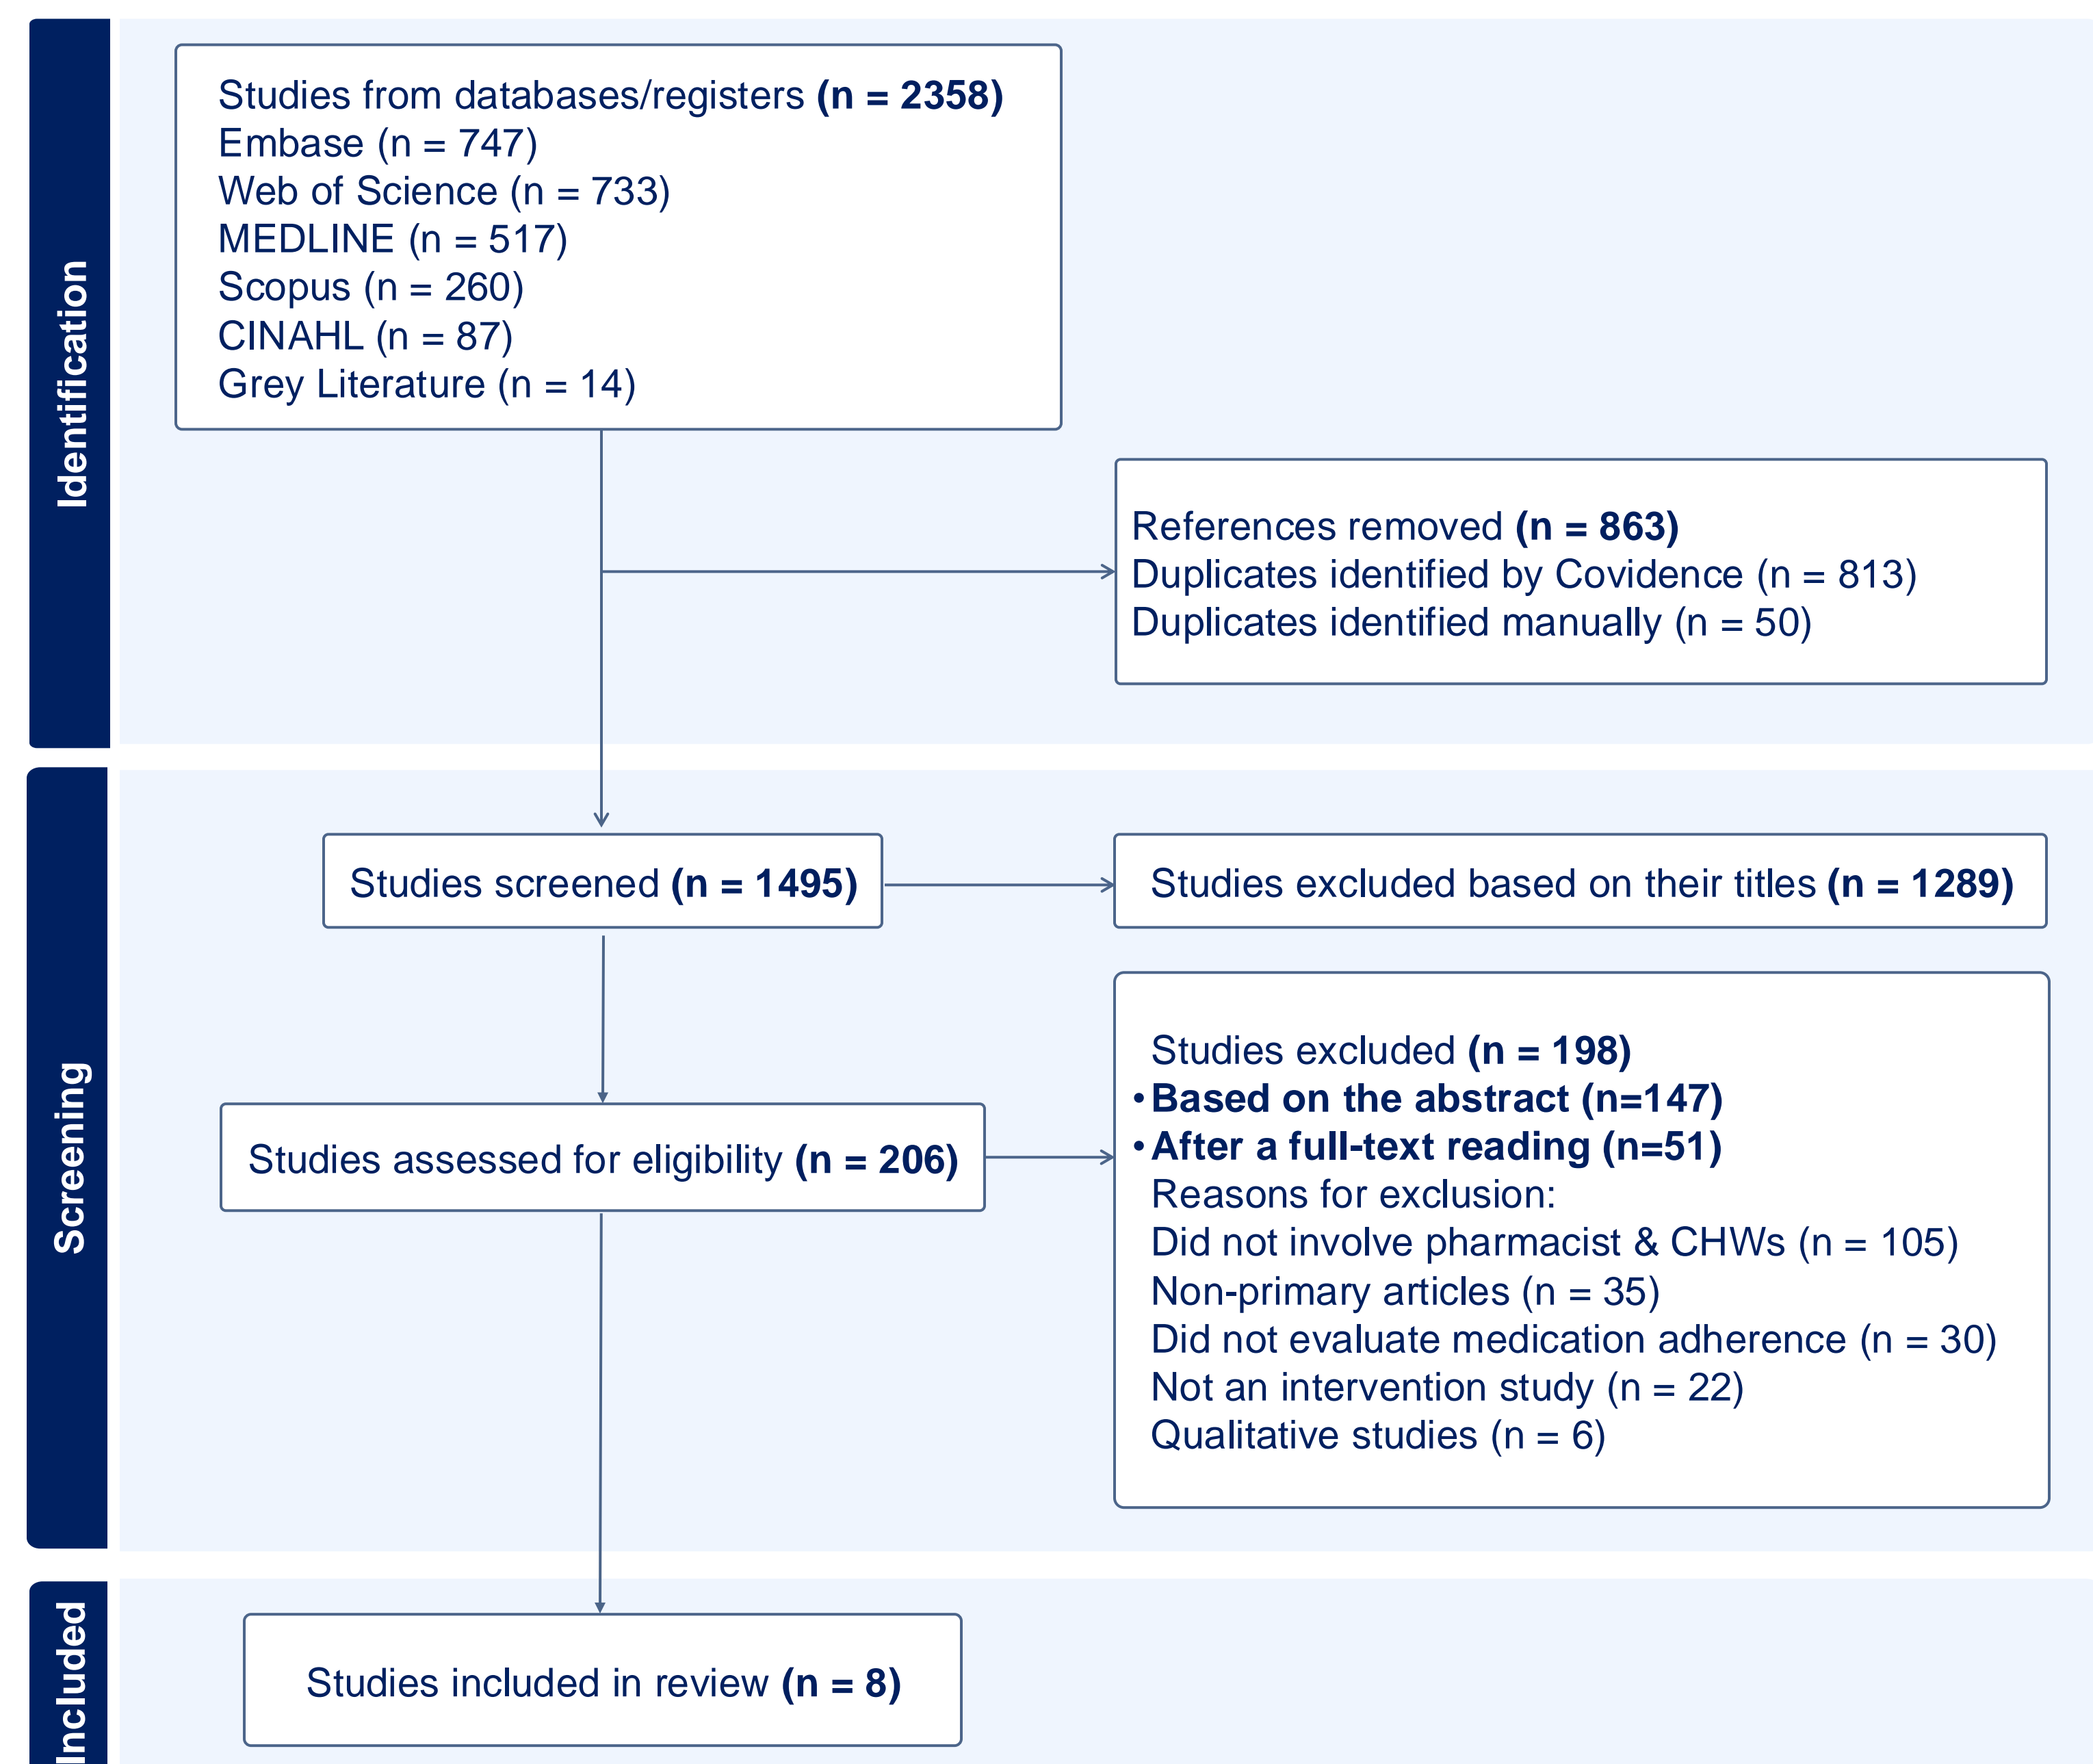 Identification
Studies from databases/registers (n = 2358)
Embase (n = 747)
Web of Science (n = 733)
MEDLINE (n = 517)
Scopus (n = 260)
CINAHL (n = 87)
Grey Literature (n = 14)
References removed (n = 863)
Duplicates identified by Covidence (n = 813)
Duplicates identified manually (n = 50)
Screening
Studies screened (n = 1495)
Studies excluded based on their titles (n = 1289)
Studies assessed for eligibility (n = 206)
Studies excluded (n = 198)
•Based on the abstract (n=147)
•After a full-text reading (n=51)
Reasons for exclusion:
Did not involve pharmacist & CHWs (n = 105)
Non-primary articles (n = 35)
Did not evaluate medication adherence (n = 30)
Not an intervention study (n = 22)
Qualitative studies (n = 6)
Included
Studies included in review (n = 8)